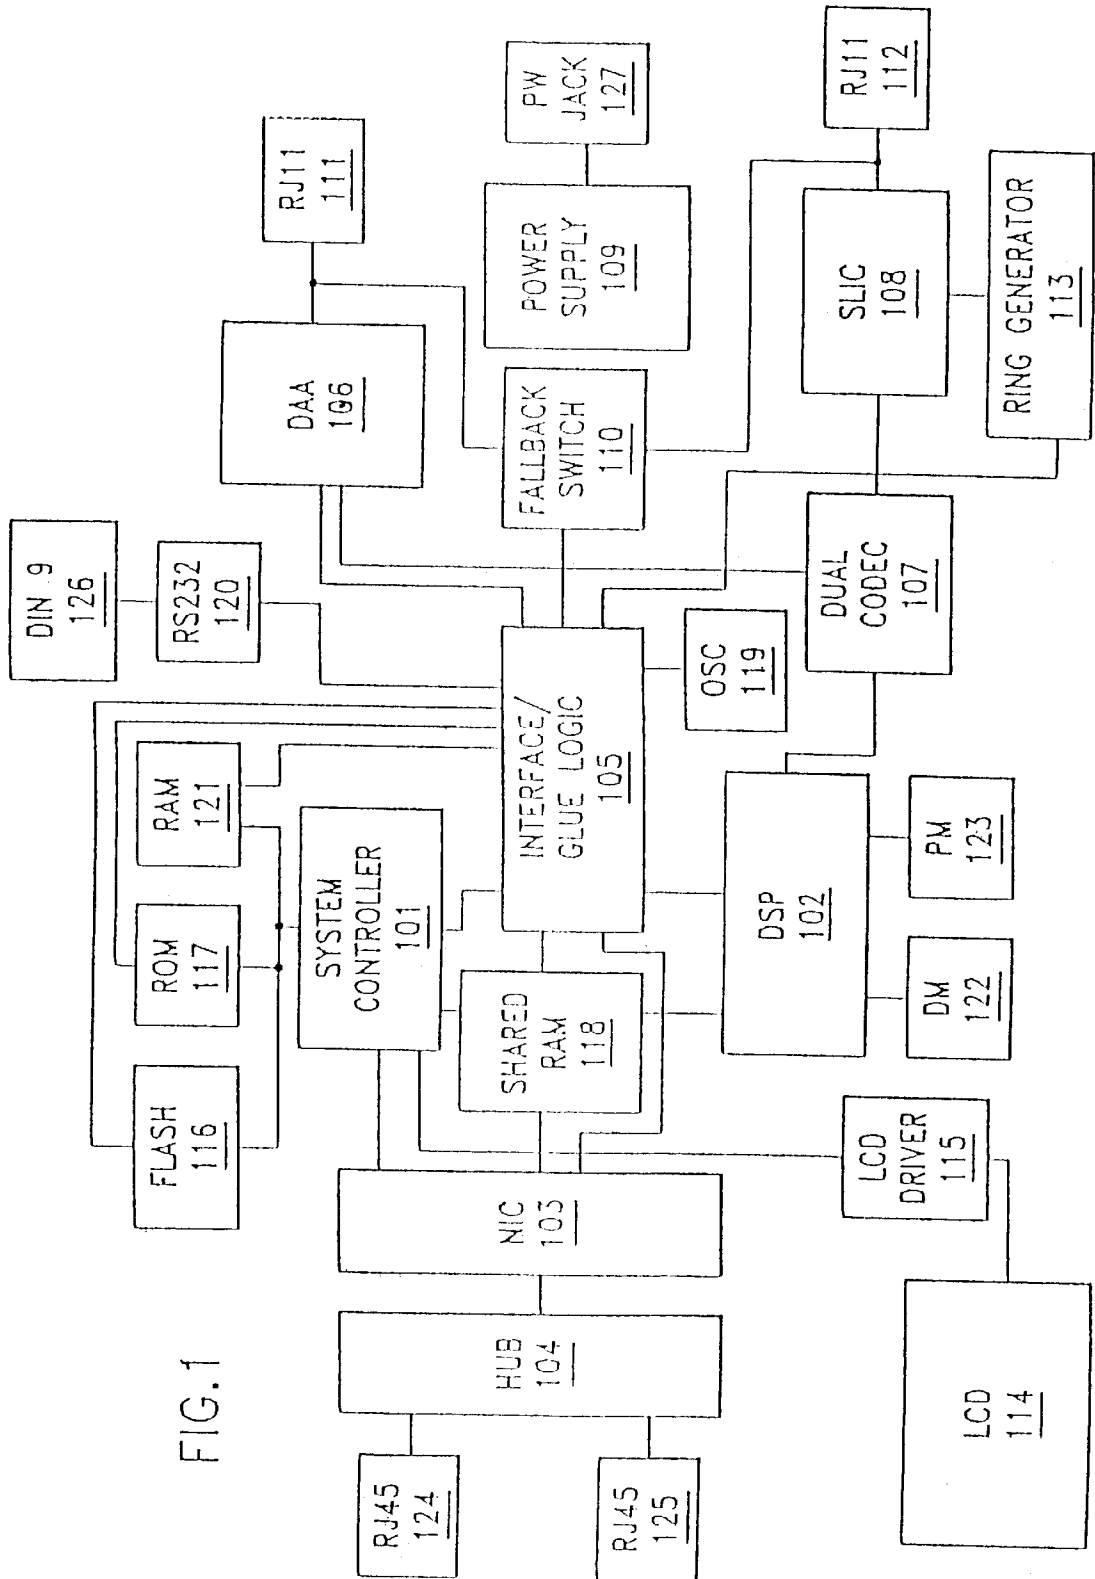 FIG.1
DIN 9
126
RS232
120
RJ11
111
DAA
106
FLASH
116
ROM
117
RAM
121
SYSTEM
CONTROLLER
101
RJ45
124
RJ45
125
HUB
104
NIC
103
SHARED
RAM
118
INTERFACE/
GLUE LOGIC
105
FALLBACK
SWITCH
110
POWER
SUPPLY
109
PW
JACK
127
OSC
119
LCD
DRIVER
115
LCD
114
DSP
102
DM
122
PM
123
DUAL
CODEC
107
SLIC
108
RJ11
112
RING GENERATOR
113